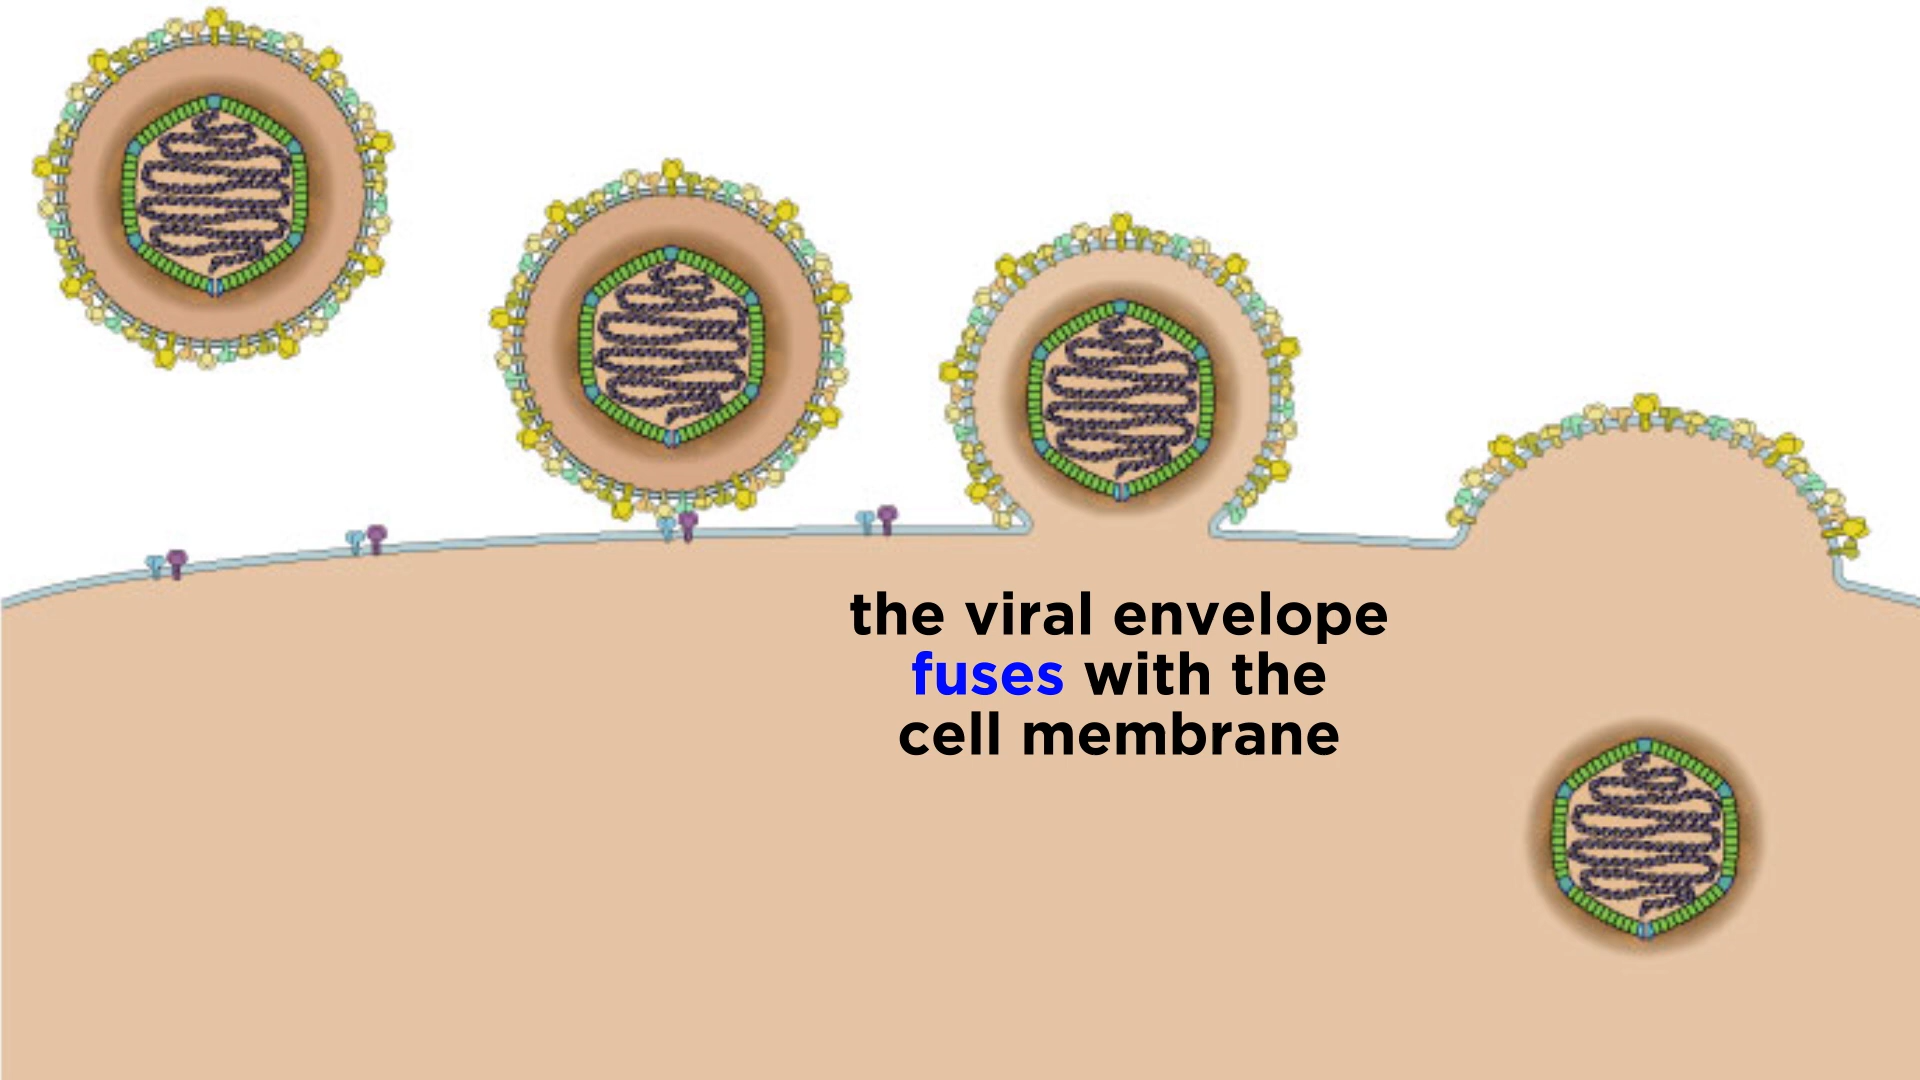 the viral envelope
fuses with the
cell membrane